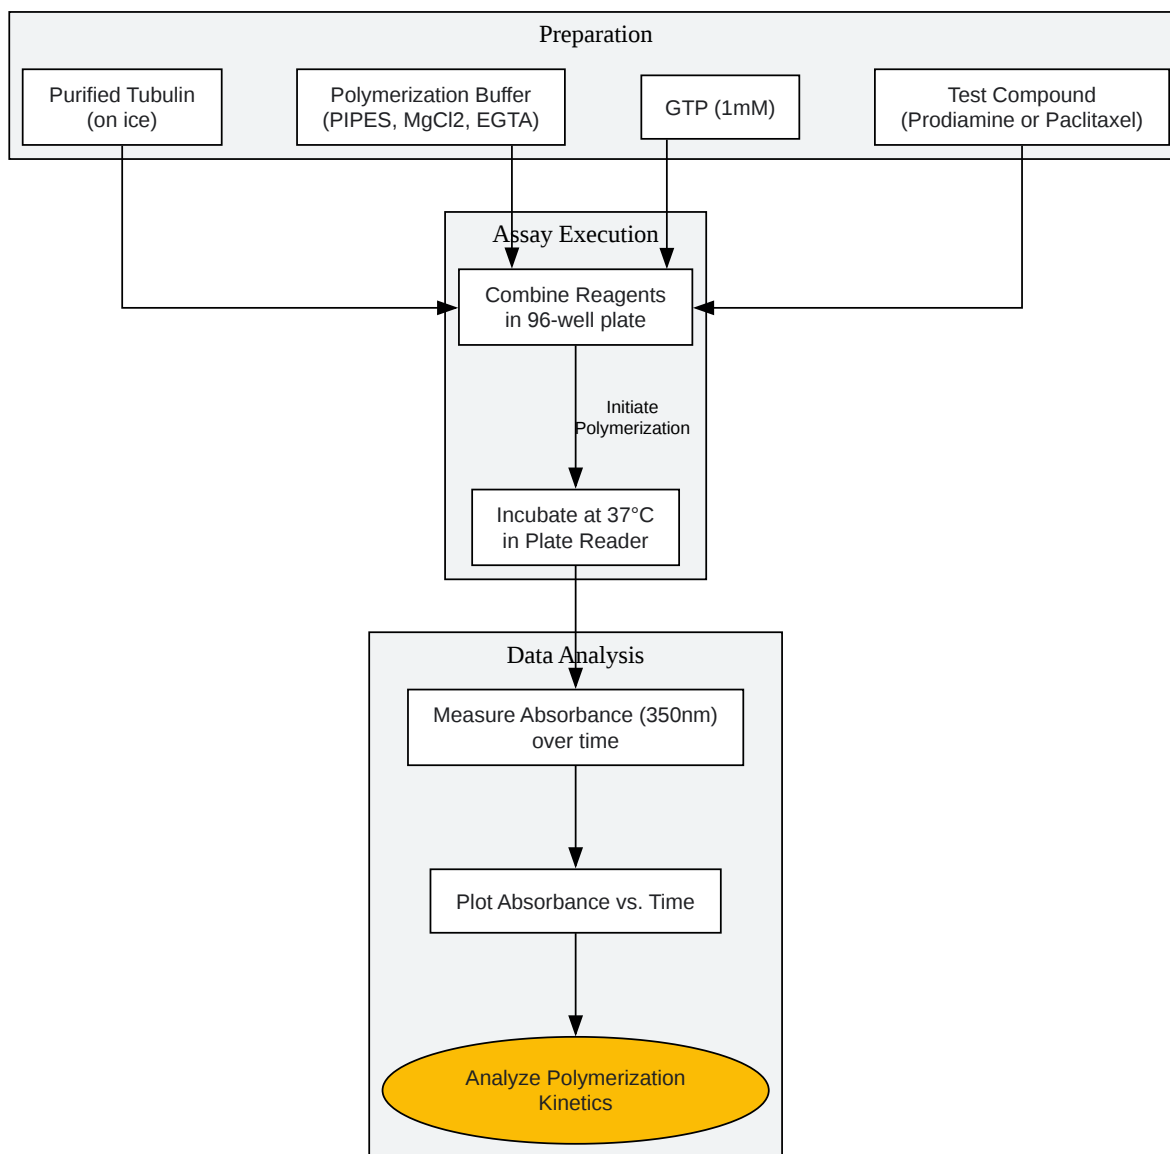 Preparation
Purified Tubulin
(on ice)
Polymerization Buffer
(PIPES, MgCl2, EGTA)
GTP (1mM)
Test Compound
(Prodiamine or Paclitaxel)
Assay Execution
Combine Reagents
in 96-well plate
Initiate
Polymerization
Incubate at 37°C
in Plate Reader
Data Analysis
Measure Absorbance (350nm)
over time
Plot Absorbance vs. Time
Analyze Polymerization
Kinetics